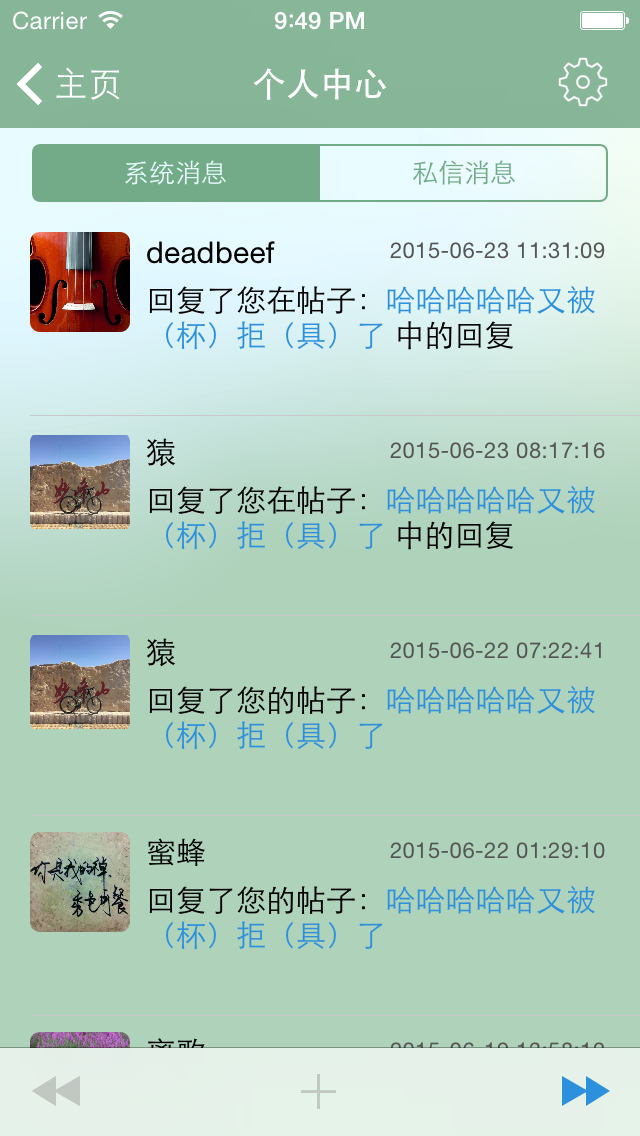 Carrier 9:49 PM
主页 个人中心
系统消息 私信消息
deadbeef 2015-06-23 11:31:09
回复了您在帖子：哈哈哈哈哈又被
（杯）拒（具）了 中的回复
猿 2015-06-23 08:17:16
回复了您在帖子：哈哈哈哈哈又被
（杯）拒（具）了 中的回复
猿 2015-06-22 07:22:41
回复了您的帖子：哈哈哈哈哈又被
（杯）拒（具）了
蜜蜂 2015-06-22 01:29:10
回复了您的帖子：哈哈哈哈哈又被
（杯）拒（具）了